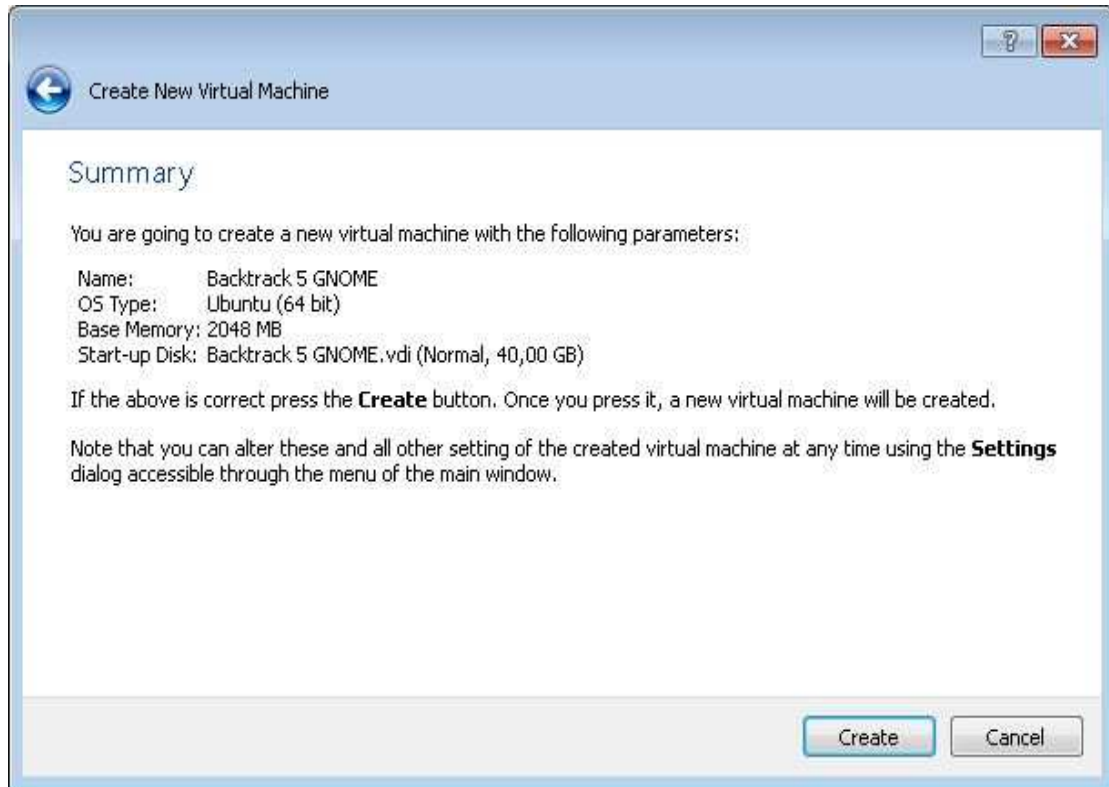 Create New Virtual Machine
Summary
You are going to create a new virtual machine with the following parameters:
Name: Backtrack 5 GNOME
OS Type: Ubuntu (64 bit)
Base Memory: 2048 MB
Start-up Disk: Backtrack 5 GNOME.vdi (Normal, 40,00 GB)
If the above is correct press the Create button. Once you press it, a new virtual machine will be created.
Note that you can alter these and all other setting of the created virtual machine at any time using the Settings
dialog accessible through the menu of the main window.
Create Cancel